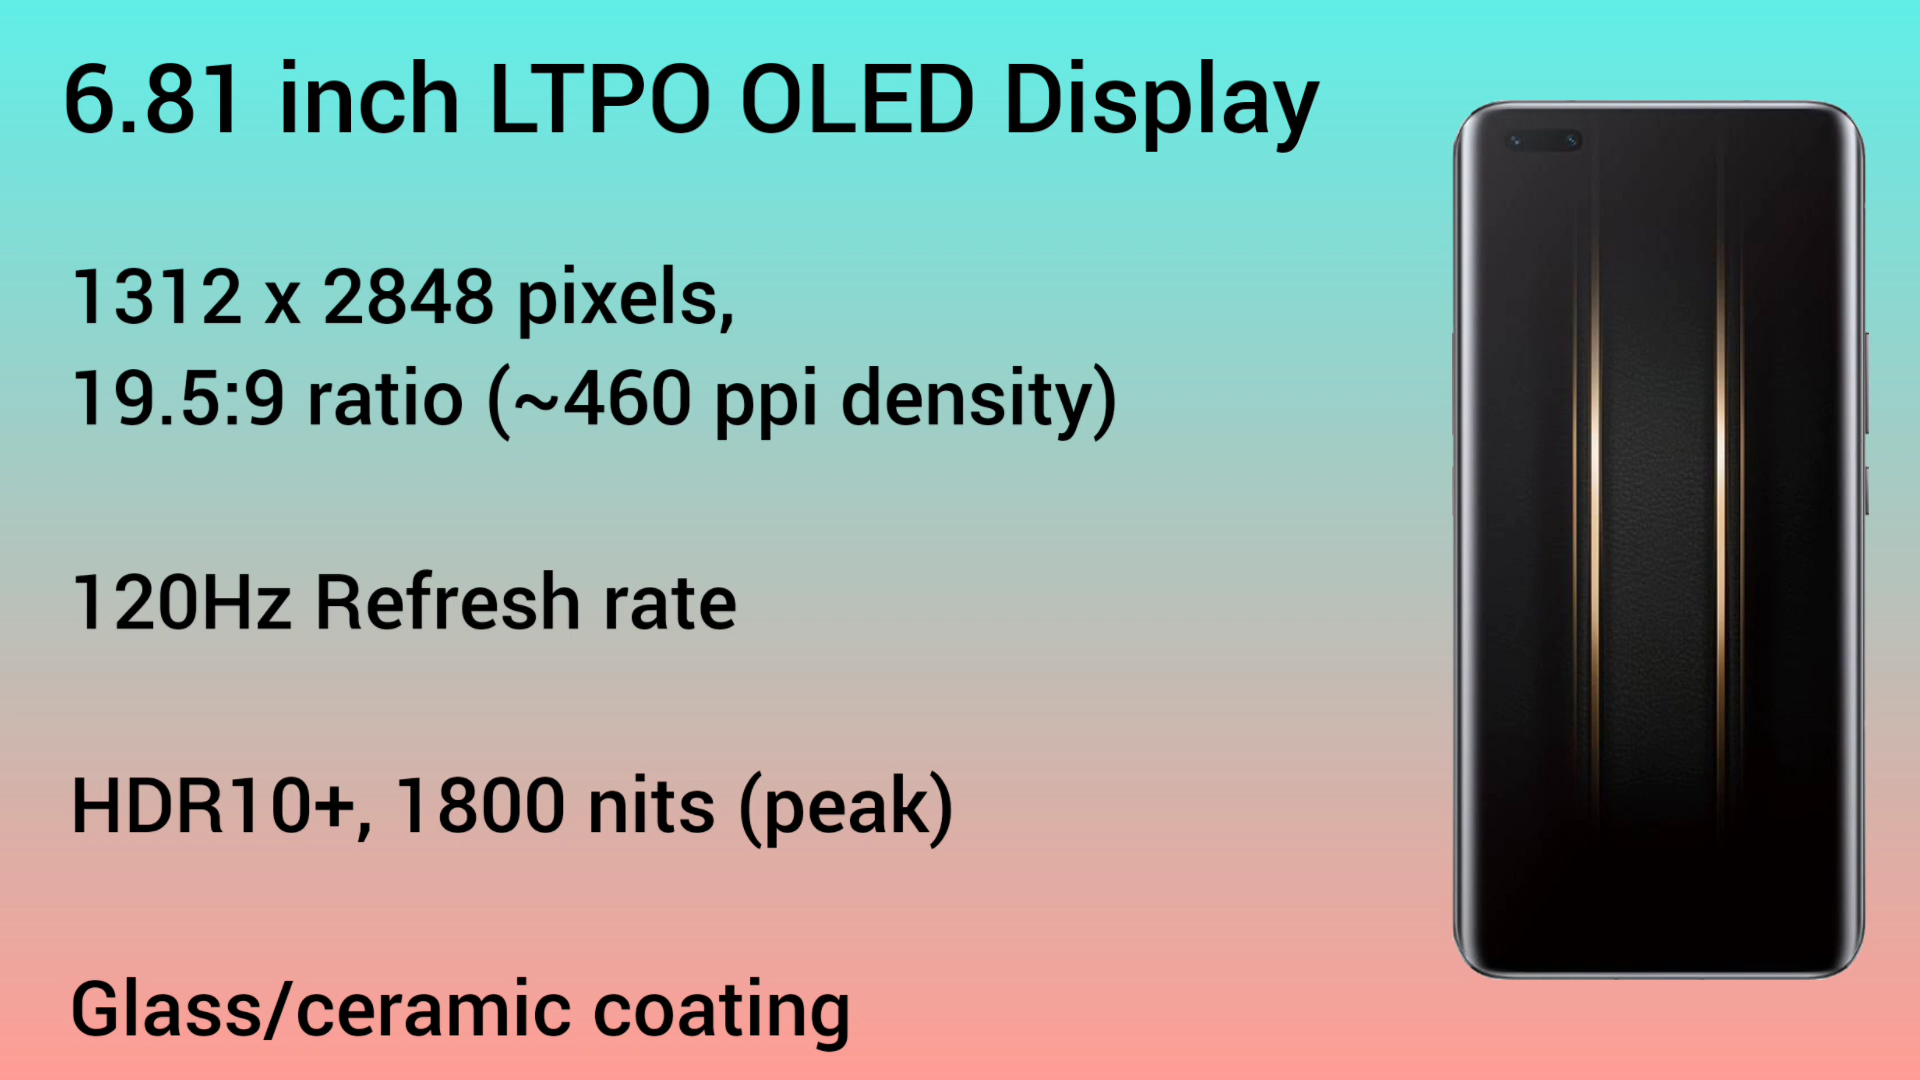 6.81 inch LTPO OLED Display
1312 x 2848 pixels,
19.5:9 ratio (~460 ppi density)
120Hz Refresh rate
HDR10+, 1800 nits (peak)
Glass/ceramic coating